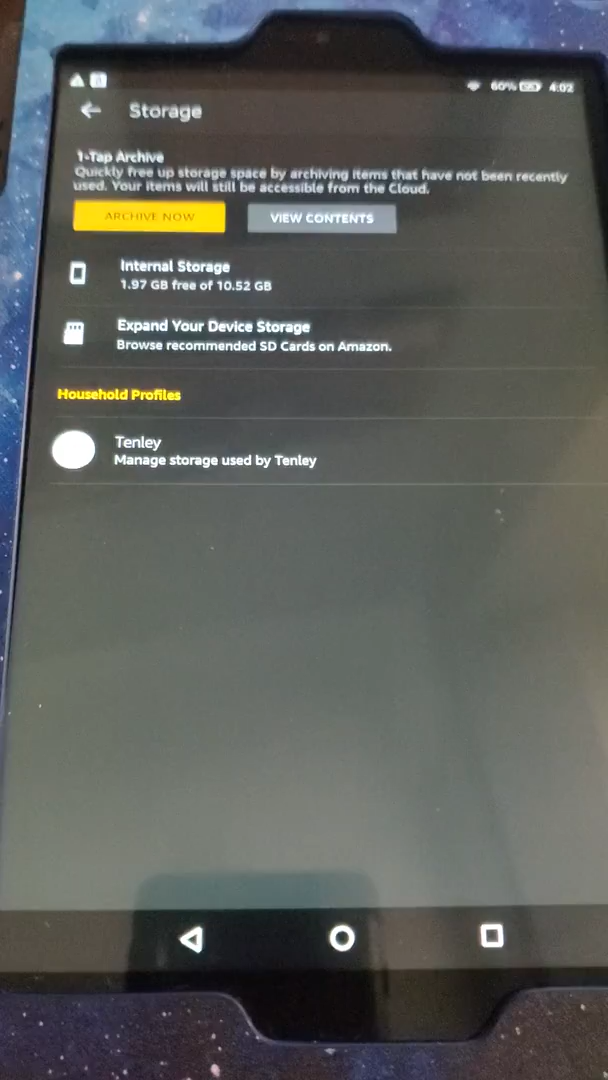 60% 4:02
Storage
1-Tap Archive
Quickly free up storage space by archiving items that have not been recently
used. Your items will still be accessible from the Cloud.
ARCHIVE NOW VIEW CONTENTS
Internal Storage
1.97 GB free of 10.52 GB
Expand Your Device Storage
Browse recommended SD Cards on Amazon.
Household Profiles
Tenley
Manage storage used by Tenley